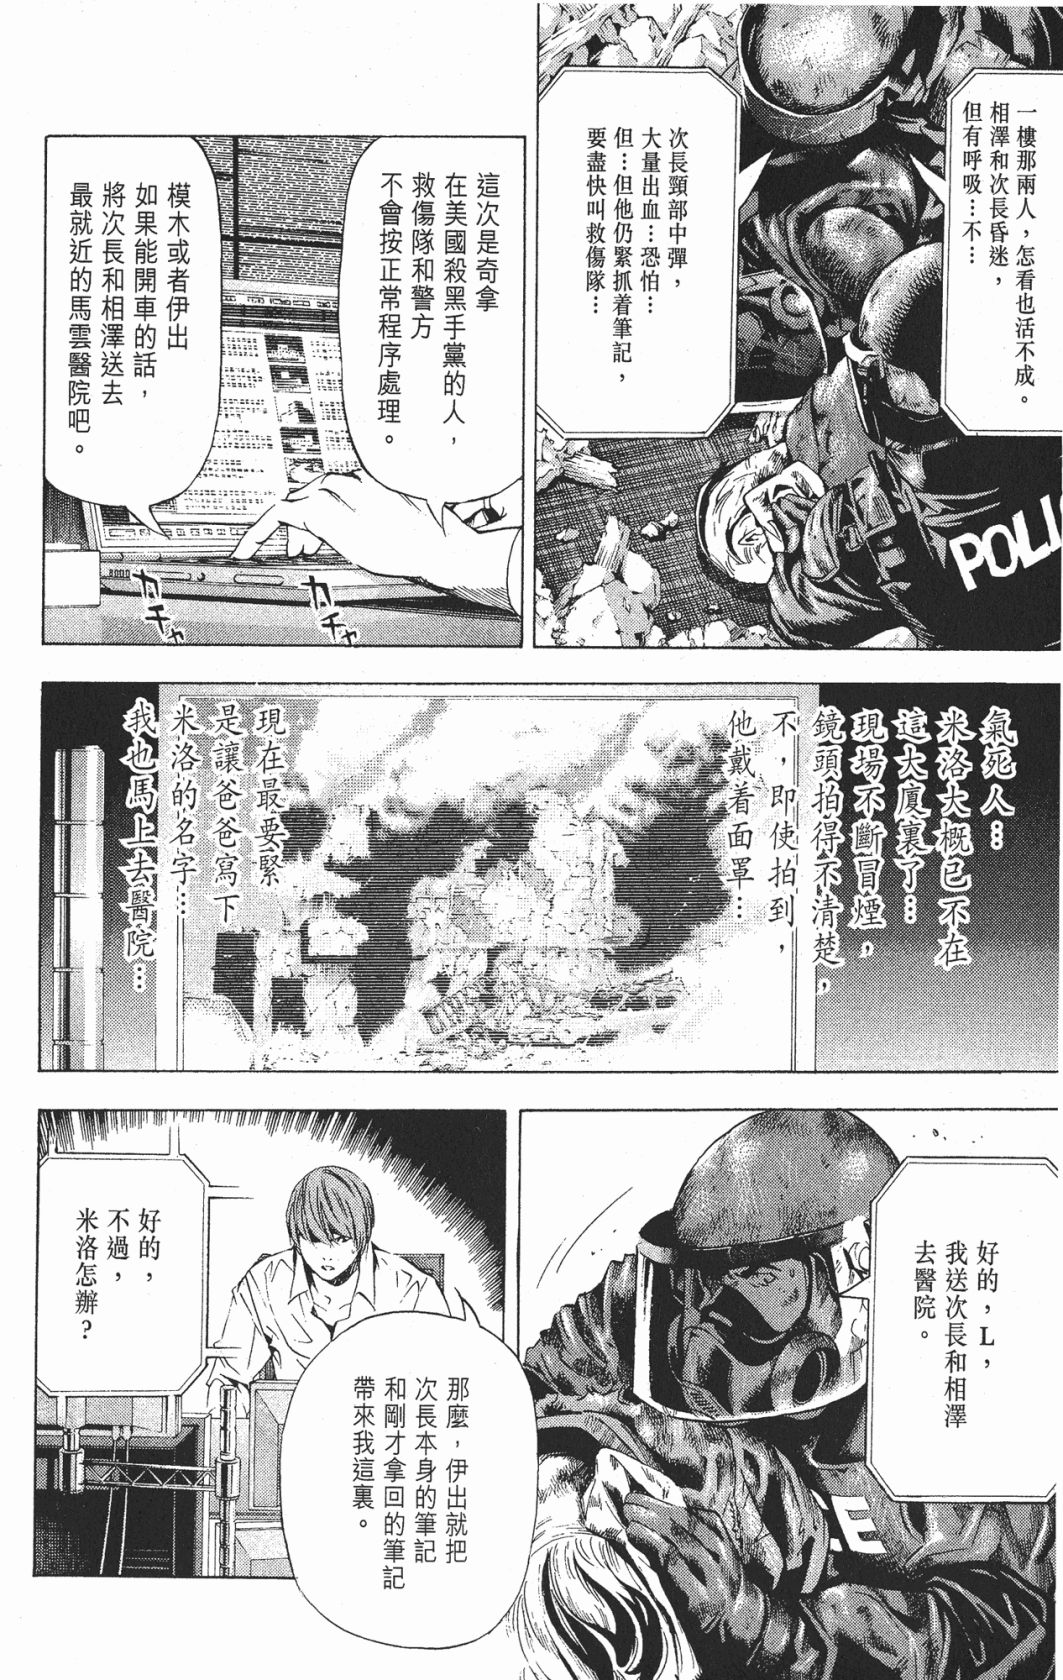 一樓那兩人，怎看也活不成。
相澤和次長昏迷，
但有呼吸…不…
次長頸部中彈，
大量出血…恐怕…
但…但他仍緊抓着筆記，
要盡快叫救傷隊…
POLI
這次是奇拿
在美國殺黑手黨的人，
救傷隊和警方
不會按正常程序處理。
模木或者伊出
如果能開車的話，
將次長和相澤送去
最就近的馬雲醫院吧。
カチャ
カチャ
氣死人…
米洛大概已不在
這大廈裏了…
現場不斷冒煙，
鏡頭拍得不清楚，
不，即使拍到，
他戴着面罩…
現在最要緊
是讓爸爸寫下
米洛的名字…
我也馬上去醫院…
好的，L，
我送次長和相澤
去醫院。
CE
好的，
不過，
米洛怎辦？
那麼，伊出就把
次長本身的筆記
和剛才拿回的筆記
帶來我這裏。